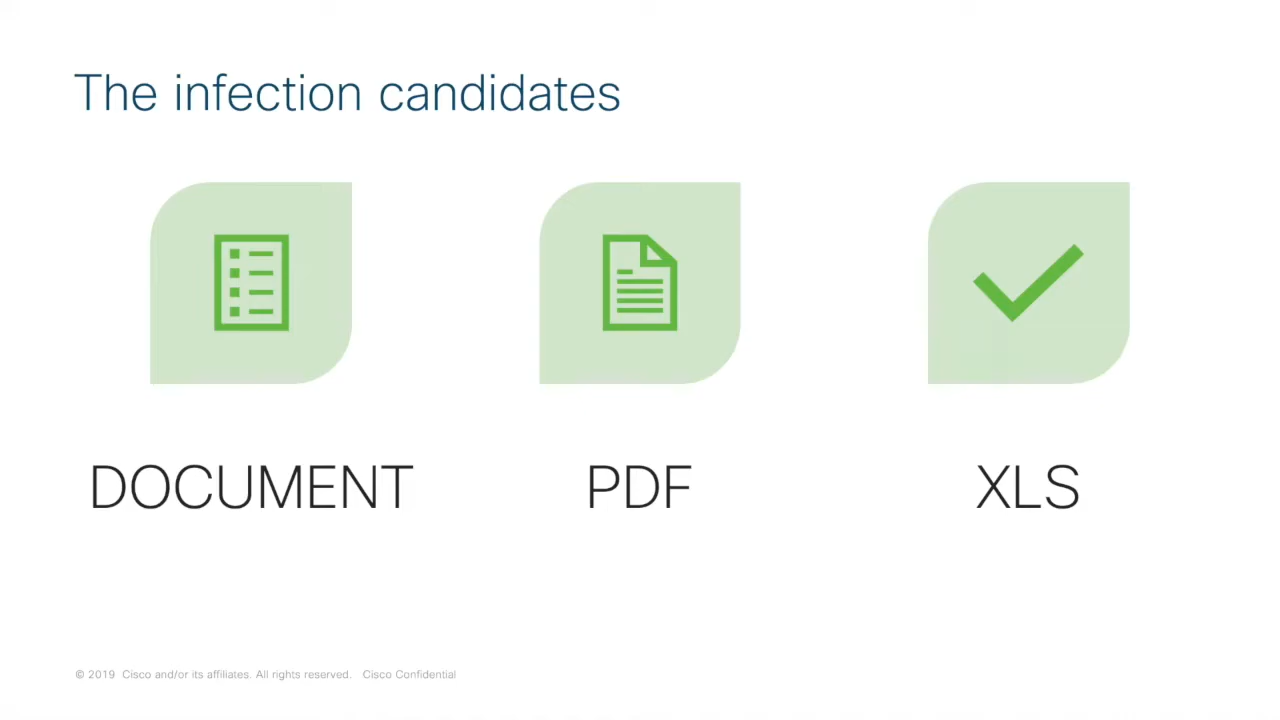 The infection candidates
DOCUMENT
PDF
XLS
© 2019 Cisco and/or its affiliates. All rights reserved. Cisco Confidential